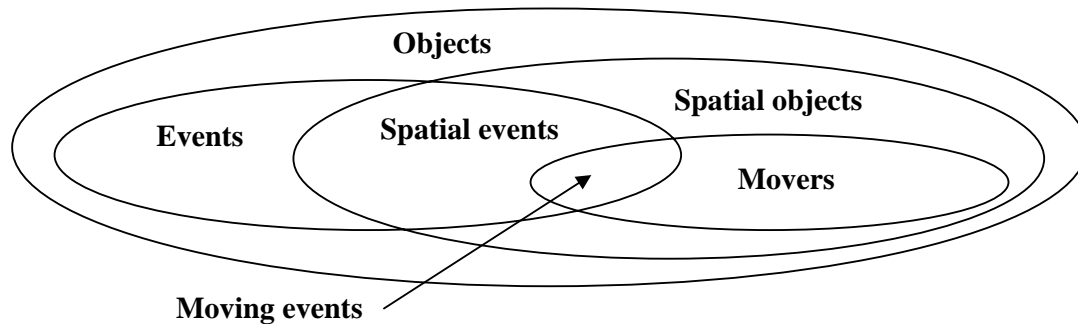 Objects
Spatial objects
Events
Spatial events
Movers
Moving events